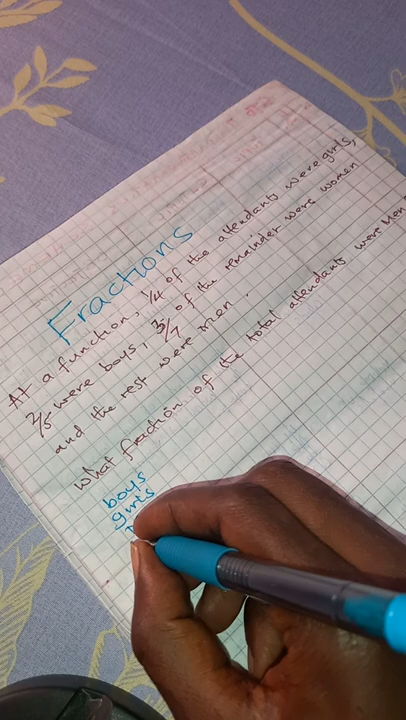 Fractions
At a function, 1/4 of the attendants were girls,
2/5 were boys, 3/7 of the remainder were women
and the rest were men.
What fraction of the total attendants were Men
boys
girls